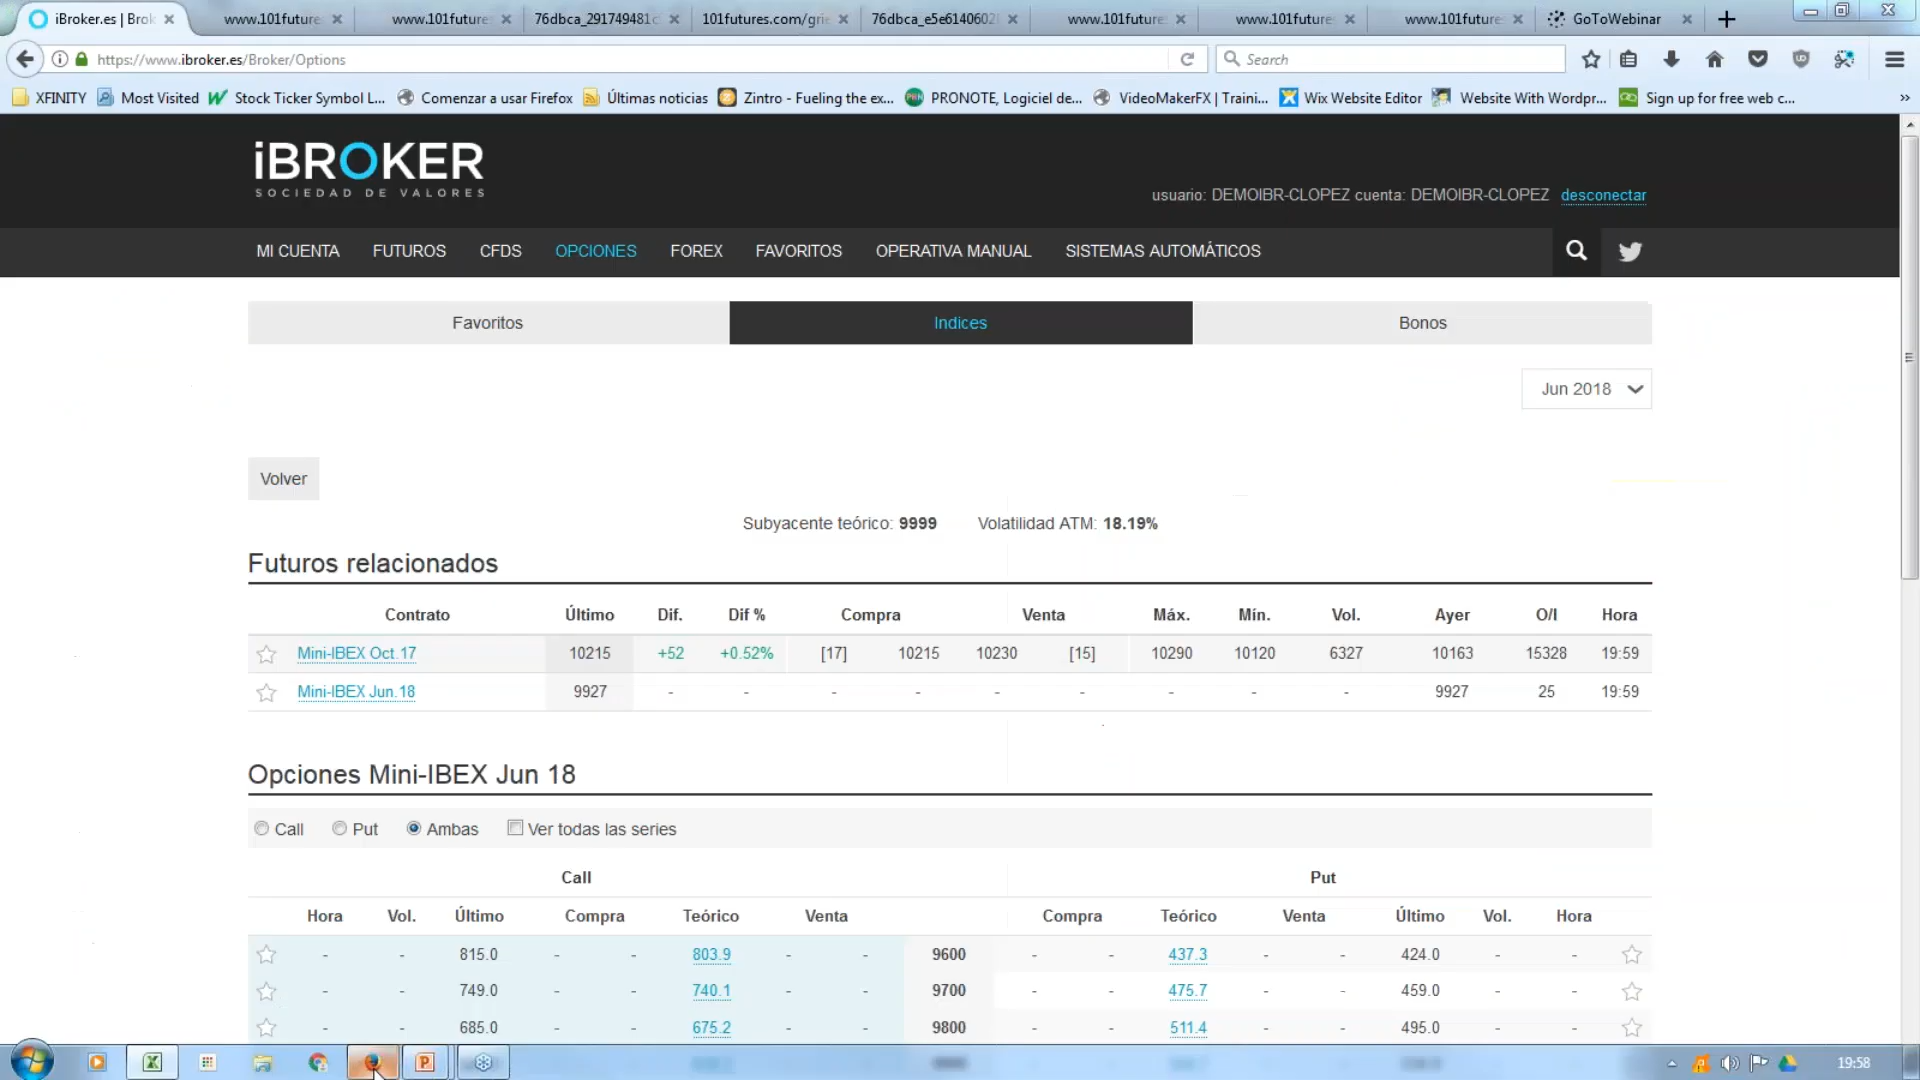 iBroker.es | Brok
www.101future
www.101future
76dbca_291749481c
101futures.com/grie
76dbca_e5e6140602
www.101future
www.101future
www.101future
GoToWebinar
https://www.ibroker.es/Broker/Options
Search
XFINITY Most Visited Stock Ticker Symbol L... Comenzar a usar Firefox Últimas noticias Zintro - Fueling the ex... PRONOTE, Logiciel de... VideoMakerFX | Traini... Wix Website Editor Website With Wordpr... Sign up for free web c... »
iBROKER
SOCIEDAD DE VALORES
usuario: DEMOIBR-CLOPEZ cuenta: DEMOIBR-CLOPEZ desconectar
MI CUENTA FUTUROS CFDS OPCIONES FOREX FAVORITOS OPERATIVA MANUAL SISTEMAS AUTOMÁTICOS
Favoritos Indices Bonos
Jun 2018
Volver
Subyacente teórico: 9999 Volatilidad ATM: 18.19%
Futuros relacionados
Contrato Último Dif. Dif % Compra Venta Máx. Mín. Vol. Ayer O/I Hora
Mini-IBEX Oct.17 10215 +52 +0.52% [17] 10215 10230 [15] 10290 10120 6327 10163 15328 19:59
Mini-IBEX Jun.18 9927 - - - - - - - - - 9927 25 19:59
Opciones Mini-IBEX Jun 18
Call Put Ambas Ver todas las series
Call Put
Hora Vol. Último Compra Teórico Venta Compra Teórico Venta Último Vol. Hora
- - 815.0 - - 803.9 - - 9600 - - 437.3 - - 424.0 - -
- - 749.0 - - 740.1 - - 9700 - - 475.7 - - 459.0 - -
- - 685.0 - - 675.2 - - 9800 - - 511.4 - - 495.0 - -
19:58